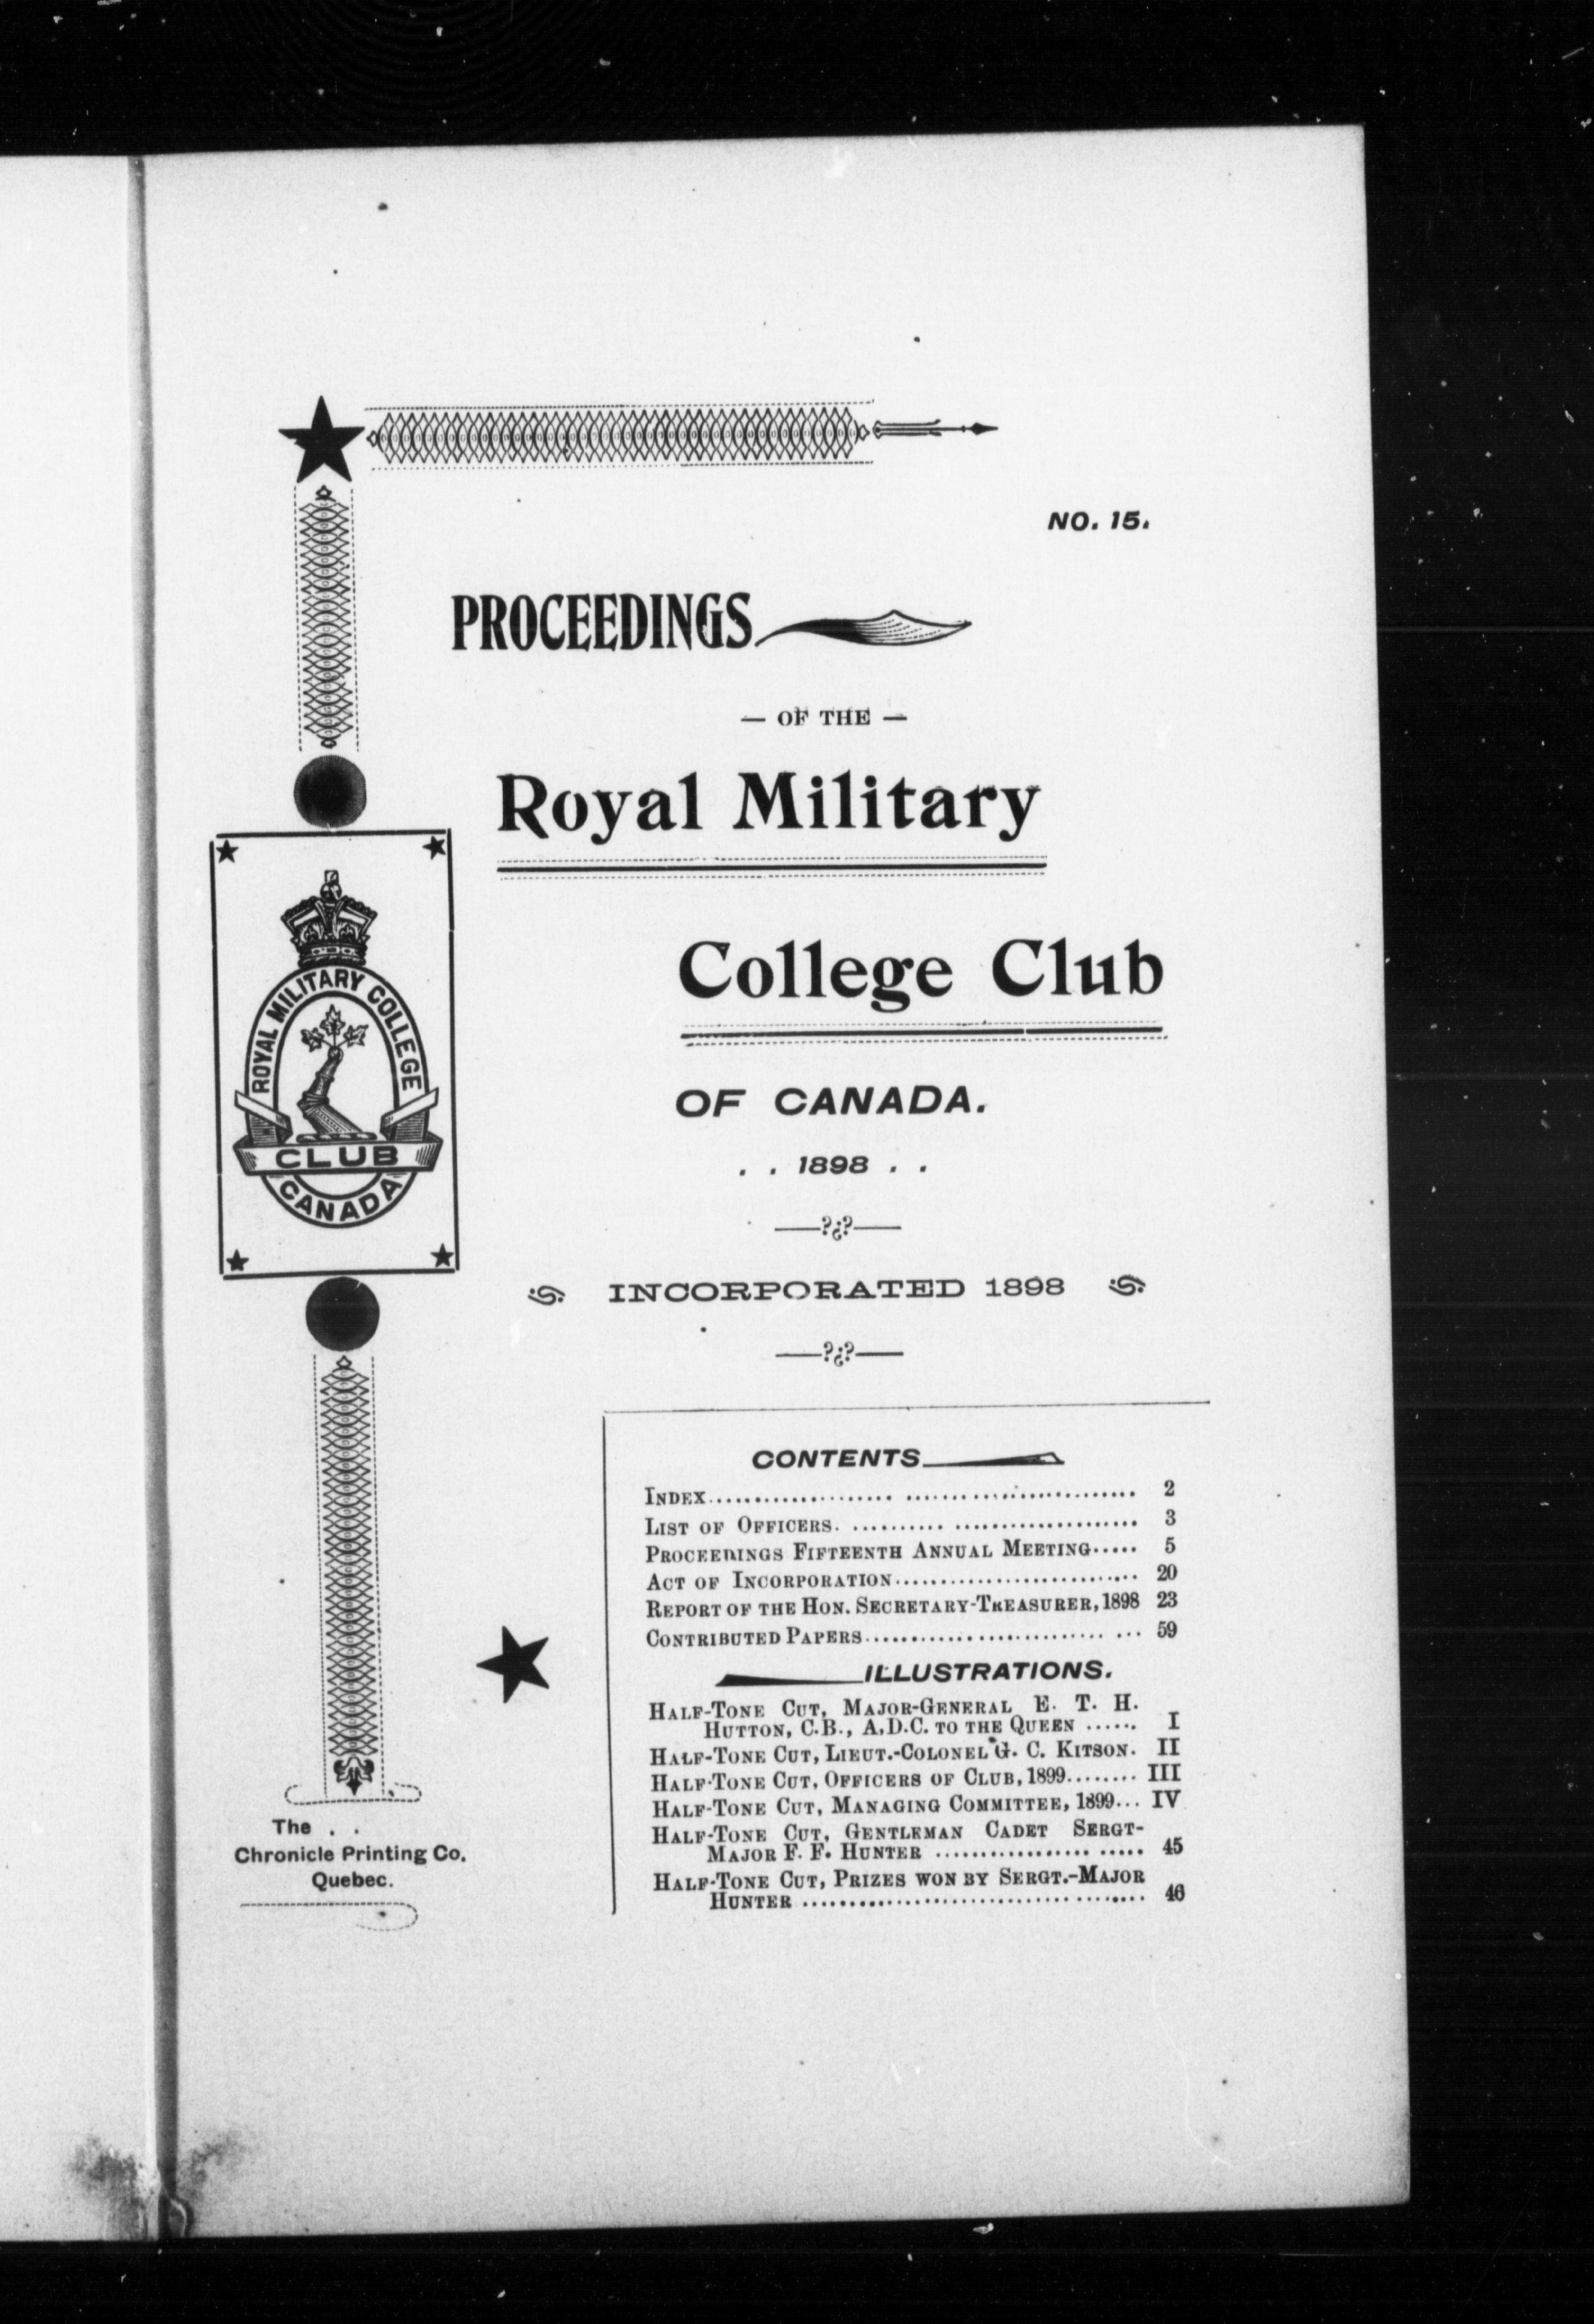 NO. 15.
PROCEEDINGS
— OF THE —
Royal Military
College Club
OF CANADA.
. . 1898 . .
INCORPORATED 1898
ROYAL MILITARY COLLEGE
CLUB
CANADA
CONTENTS
INDEX........................................ 2
LIST OF OFFICERS. .............................. 3
PROCEEDINGS FIFTEENTH ANNUAL MEETING..... 5
ACT OF INCORPORATION........................... 20
REPORT OF THE HON. SECRETARY-TREASURER, 1898 23
CONTRIBUTED PAPERS.......................... ... 59
ILLUSTRATIONS.
HALF-TONE CUT, MAJOR-GENERAL E. T. H.
HUTTON, C.B., A.D.C. TO THE QUEEN ...... I
HALF-TONE CUT, LIEUT.-COLONEL G. C. KITSON. II
HALF-TONE CUT, OFFICERS OF CLUB, 1899........ III
HALF-TONE CUT, MANAGING COMMITTEE, 1899... IV
HALF-TONE CUT, GENTLEMAN CADET SERGT-
MAJOR F. F. HUNTER ................. ..... 45
HALF-TONE CUT, PRIZES WON BY SERGT.-MAJOR
HUNTER .................................... 46
The . .
Chronicle Printing Co.
Quebec.